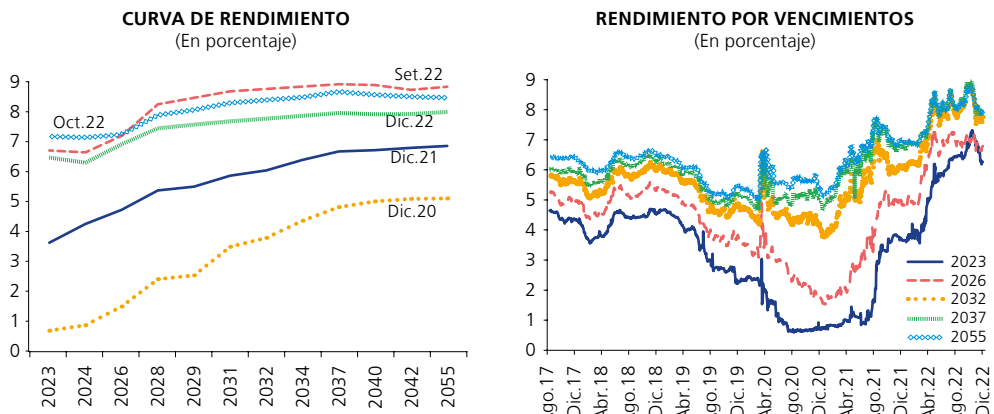 CURVA DE RENDIMIENTO
(En porcentaje)
9
8
7
6
5
4
3
2
1
0
Set.22
Oct.22
Dic.22
Dic.21
Dic.20
2023
2024
2026
2028
2029
2031
2032
2034
2037
2040
2042
2055
RENDIMIENTO POR VENCIMIENTOS
(En porcentaje)
9
8
7
6
5
4
3
2
1
0
2023
2026
2032
2037
2055
go.17
Dic.17
Abr.18
Ago.18
Dic.18
Abr.19
Ago.19
Dic.19
Abr.20
Ago.20
Dic.20
Abr.21
Ago.21
Dic.21
Abr.22
Ago.22
Dic.22